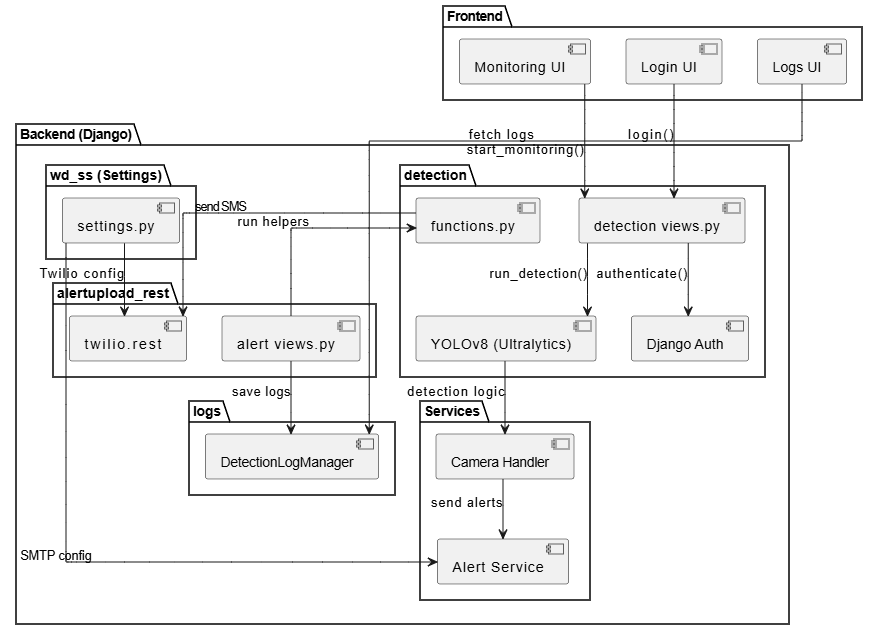 Frontend
Monitoring UI
Login UI
Logs UI
Backend (Django)
fetch logs
login()
start_monitoring()
wd_ss (Settings)
detection
settings.py
send SMS
run helpers
functions.py
detection views.py
Twilio config
run_detection()
authenticate()
alertupload_rest
twilio.rest
alert views.py
YOLOv8 (Ultralytics)
Django Auth
save logs
detection logic
logs
Services
DetectionLogManager
Camera Handler
send alerts
SMTP config
Alert Service